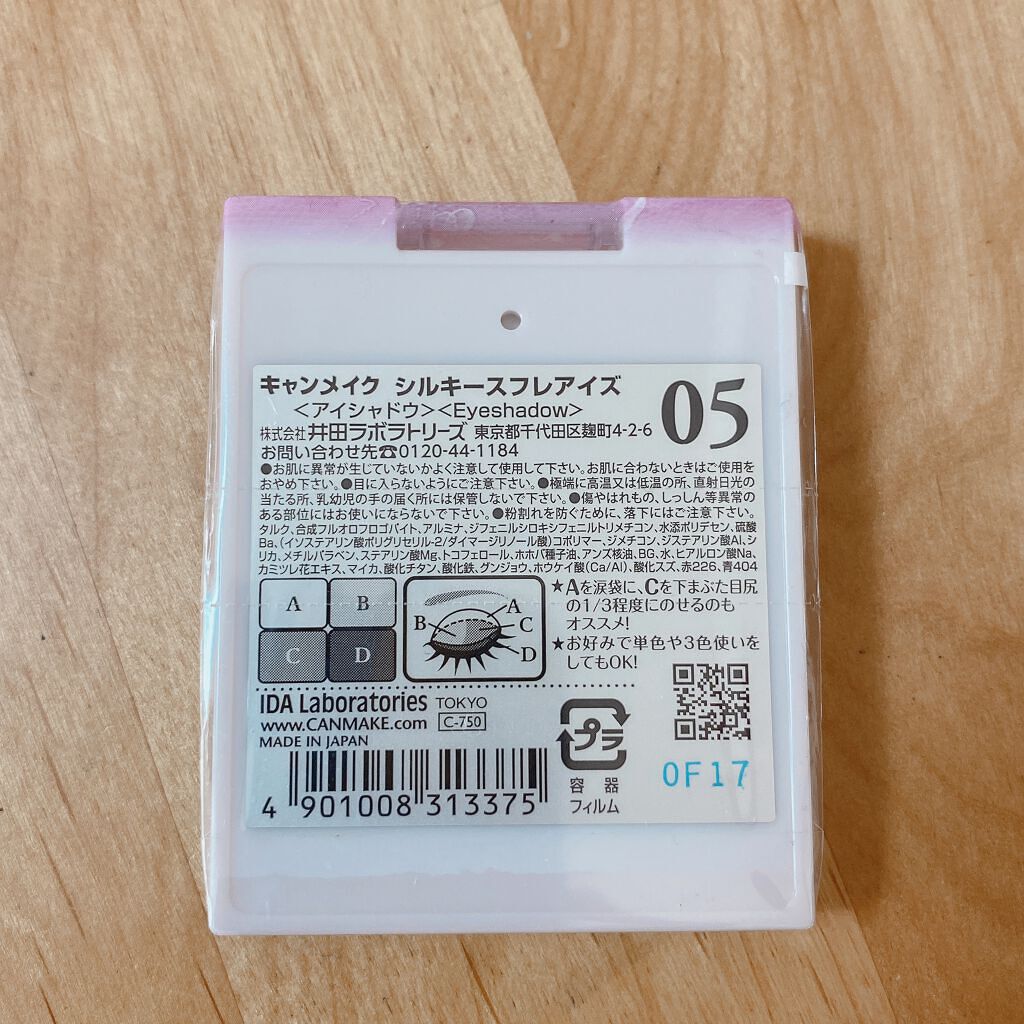 キャンメイク シルキースフレアイズ
<アイシャドウ><Eyeshadow>
05
株式会社 井田ラボラトリーズ 東京都千代田区麹町4-2-6
お問い合わせ先☎0120-44-1184
●お肌に異常が生じていないかよく注意して使用して下さい。お肌に合わないときはご使用を
おやめ下さい。●目に入らないようにご注意下さい。●極端に高温又は低温の所、直射日光の
当たる所、乳幼児の手の届く所には保管しないで下さい。●傷やはれもの、しっしん等異常の
ある部位にはお使いにならないで下さい。●粉割れを防ぐために、落下にはご注意下さい。
タルク、合成フルオロフロゴパイト、アルミナ、ジフェニルシロキシフェニルトリメチコン、水添ポリデセン、硫酸
Ba、(イソステアリン酸ポリグリセリル-2/ダイマージリノール酸)コポリマー、ジメチコン、ジステアリン酸Al、シ
リカ、メチルパラベン、ステアリン酸Mg、トコフェロール、ホホバ種子油、アンズ核油、BG、水、ヒアルロン酸Na、
カミツレ花エキス、マイカ、酸化チタン、酸化鉄、グンジョウ、ホウケイ酸(Ca/Al)、酸化スズ、赤226、青404
A B
C D
A
B C
D
★Aを涙袋に、Cを下まぶた目尻
の1/3程度にのせるのも
オススメ!
★お好みで単色や3色使いを
してもOK!
IDA Laboratories TOKYO
www.CANMAKE.com C-750
MADE IN JAPAN
4 901008 313375
プラ
容器
フィルム
0F17